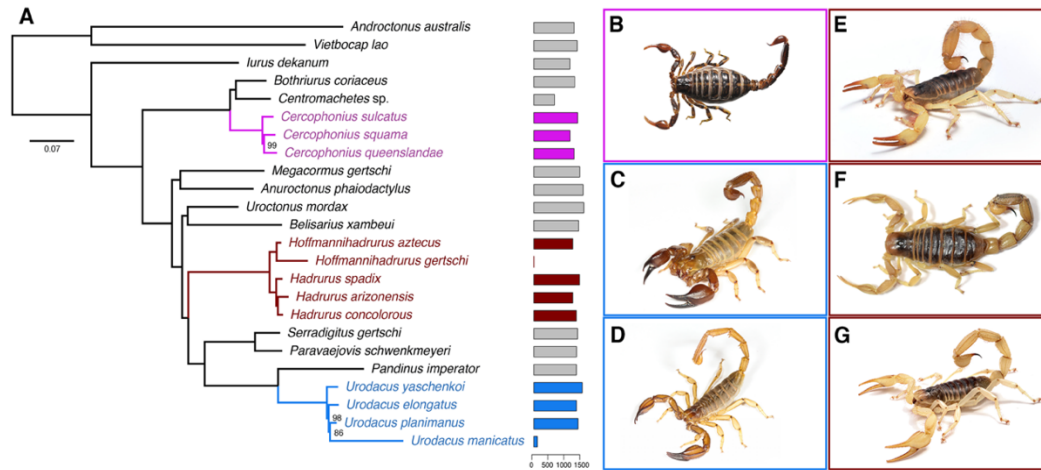 A
Androctonus australis
Vietbocap lao
Iurus dekanum
Bothriurus coriaceus
Centromachetes sp.
Cercophonius sulcatus
Cercophonius squama
99
Cercophonius queenslandae
0.07
Megacormus gertschi
Anuroctonus phaiodactylus
Uroctonus mordax
Belisarius xambeui
Hoffmannihadrurus aztecus
Hoffmannihadrurus gertschi
Hadrurus spadix
Hadrurus arizonensis
Hadrurus concolorous
Serradigitus gertschi
Paravaejovis schwenkmeyeri
Pandinus imperator
Urodacus yaschenkoi
Urodacus elongatus
98
Urodacus planimanus
86
Urodacus manicatus
0 500 1000 1500
B
E
C
F
D
G